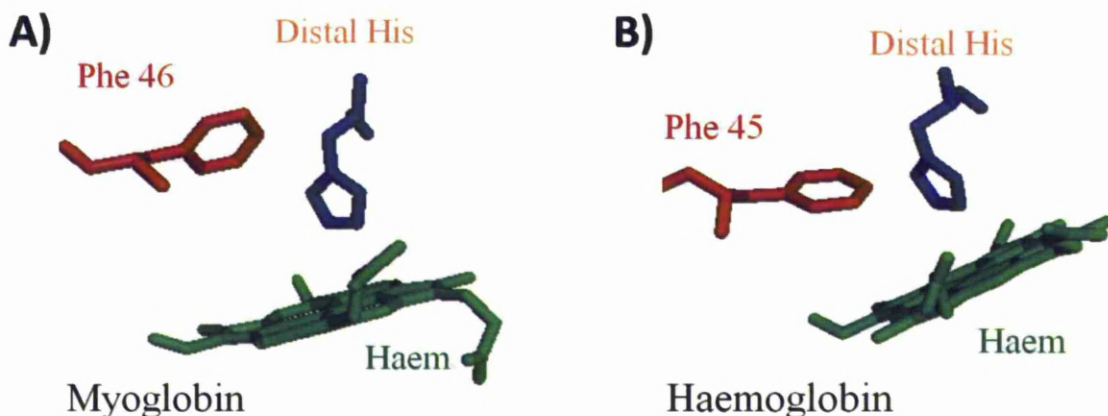 A)
Distal His
Phe 46
Haem
Myoglobin
B)
Distal His
Phe 45
Haem
Haemoglobin